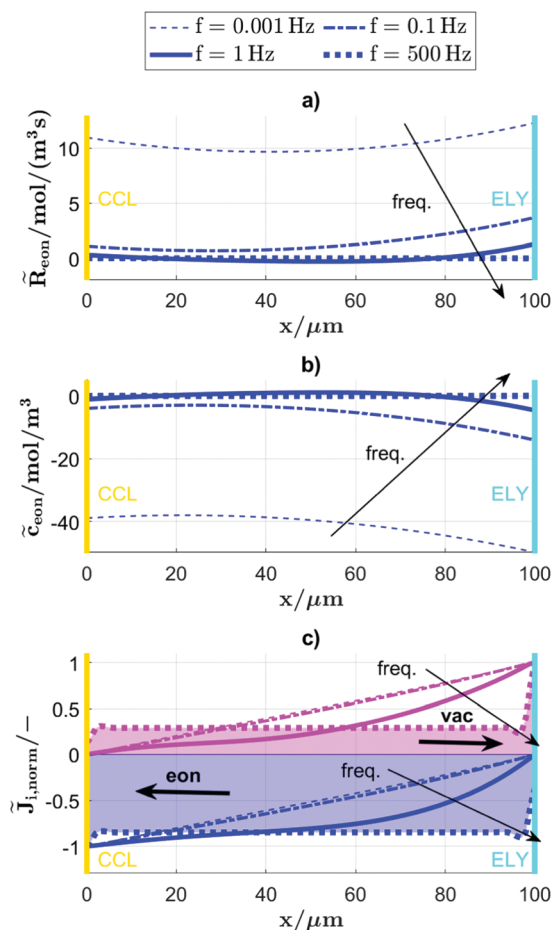 f = 0.001 Hz f = 0.1 Hz
f = 1 Hz f = 500 Hz
a)
R̃eon/mol/(m³s)
10
5
0
CCL
ELY
freq.
0 20 40 60 80 100
x/μm
b)
c̃eon/mol/m³
0
-20
-40
CCL
ELY
freq.
0 20 40 60 80 100
x/μm
c)
J̃i,norm/−
1
0.5
0
-0.5
-1
freq.
vac
eon
freq.
CCL
ELY
0 20 40 60 80 100
x/μm